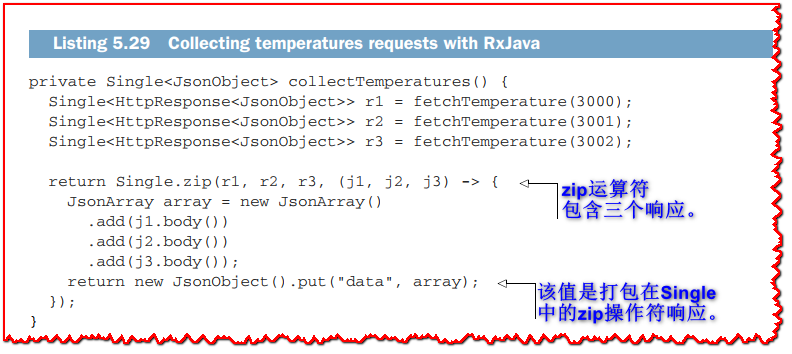 Listing 5.29 Collecting temperatures requests with RxJava
private Single<JsonObject> collectTemperatures() {
Single<HttpResponse<JsonObject>> r1 = fetchTemperature(3000);
Single<HttpResponse<JsonObject>> r2 = fetchTemperature(3001);
Single<HttpResponse<JsonObject>> r3 = fetchTemperature(3002);
return Single.zip(r1, r2, r3, (j1, j2, j3) -> {
zip运算符
包含三个响应。
JsonArray array = new JsonArray()
.add(j1.body())
.add(j2.body())
.add(j3.body());
return new JsonObject().put("data", array);
该值是打包在Single
中的zip操作符响应。
});
}